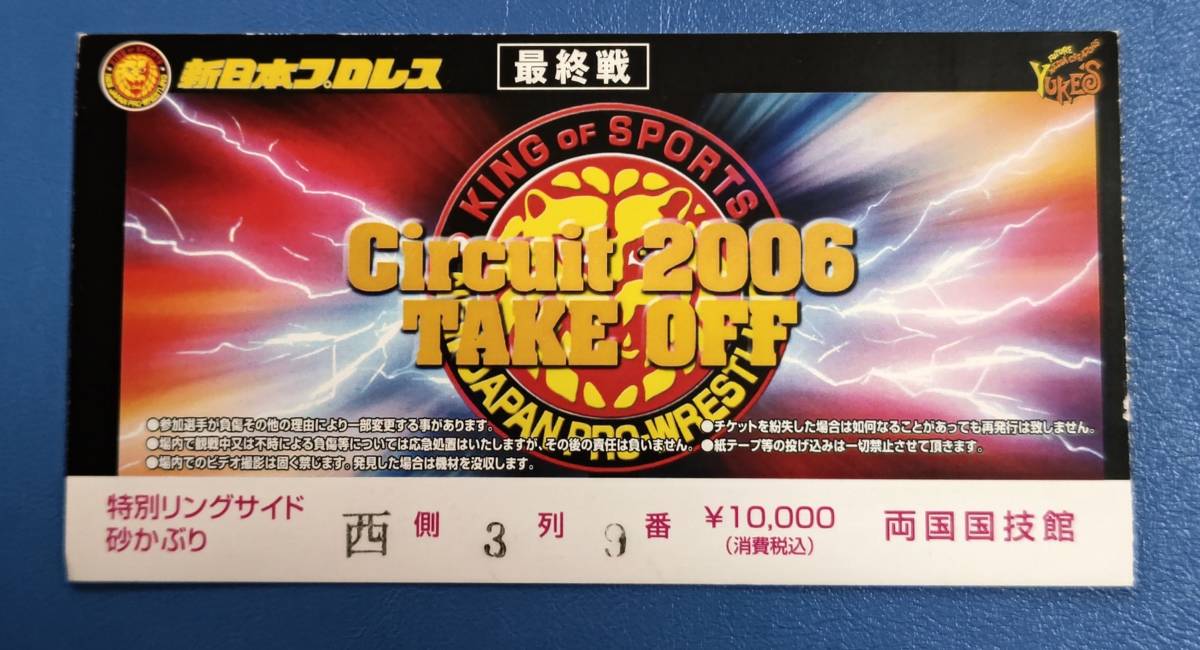 新日本プロレス
最終戦
YUKE'S
KING OF SPORTS
Circuit 2006
TAKE OFF
JAPAN PRO-WRESTL
●参加選手が負傷その他の理由により一部変更する事があります。
●場内で観戦中又は不時による負傷等については応急処置はいたしますが、その後の責任は負いません。
●場内でのビデオ撮影は固く禁じます。発見した場合は機材を没収します。
●チケットを紛失した場合は如何なることがあっても再発行は致しません。
●紙テープ等の投げ込みは一切禁止させて頂きます。
特別リングサイド
砂かぶり
西側 3列 9番
¥10,000
(消費税込)
両国国技館